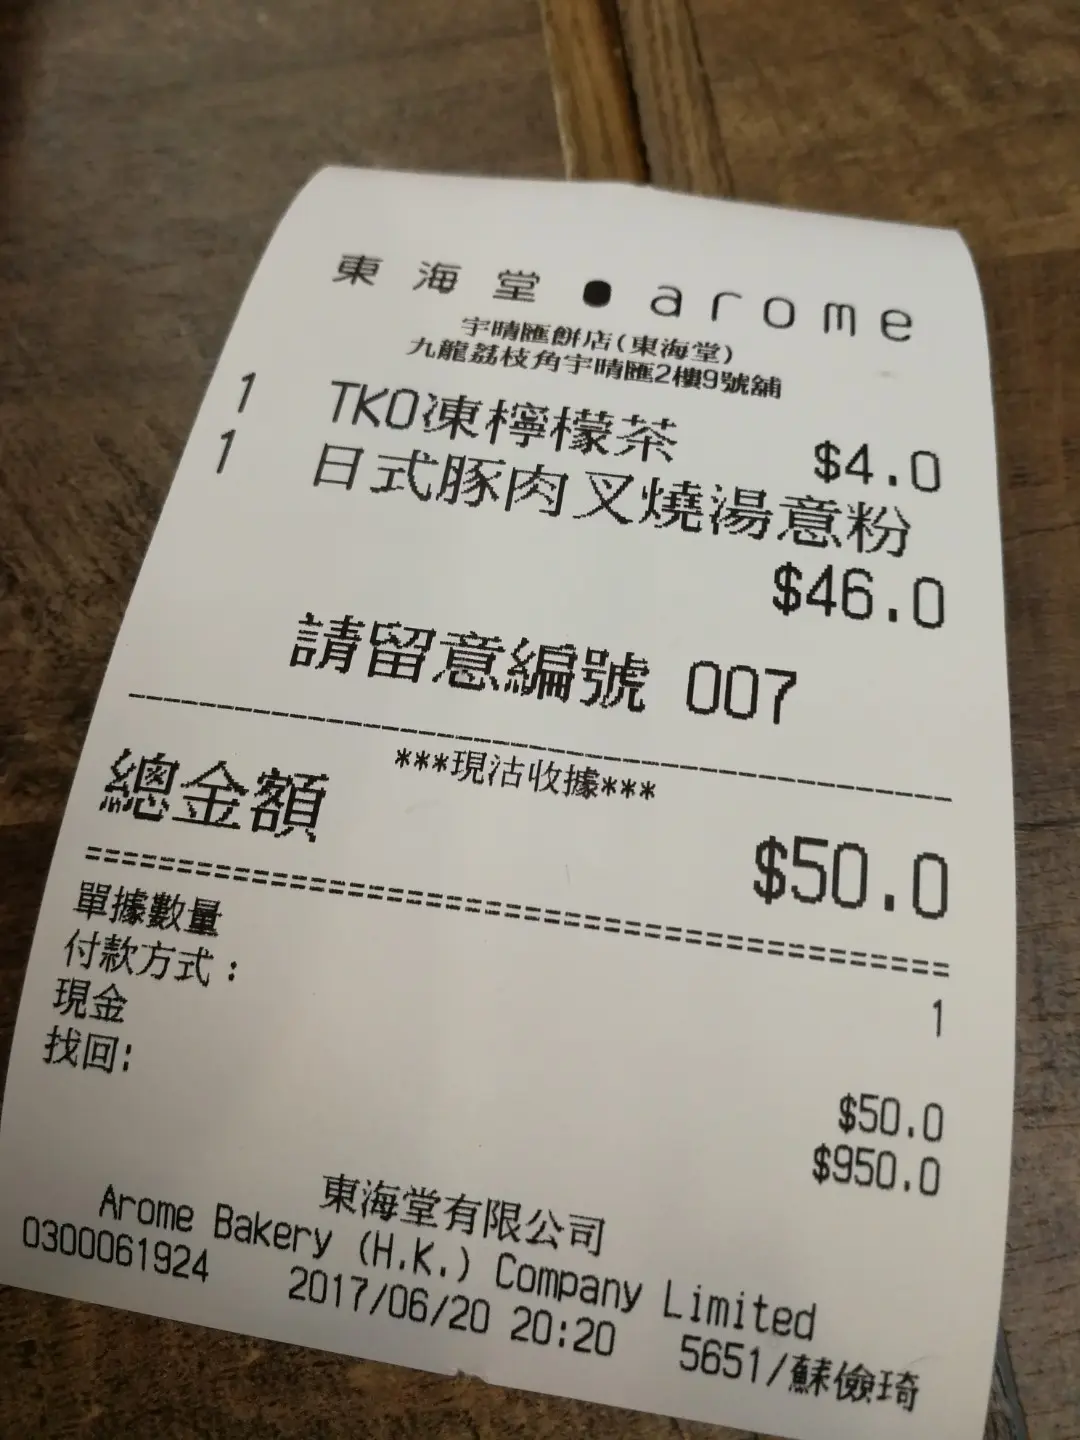 東海堂●arome
宇晴匯餅店(東海堂)
九龍荔枝角宇晴匯2樓9號舖
1 TKO凍檸檬茶 $4.0
1 日式豚肉叉燒湯意粉
$46.0
請留意編號 007
***現沽收據***
總金額 $50.0
單據數量 1
付款方式:
現金 $50.0
找回: $950.0
東海堂有限公司
Arome Bakery (H.K.) Company Limited
0300061924 2017/06/20 20:20 5651/蘇儉琦